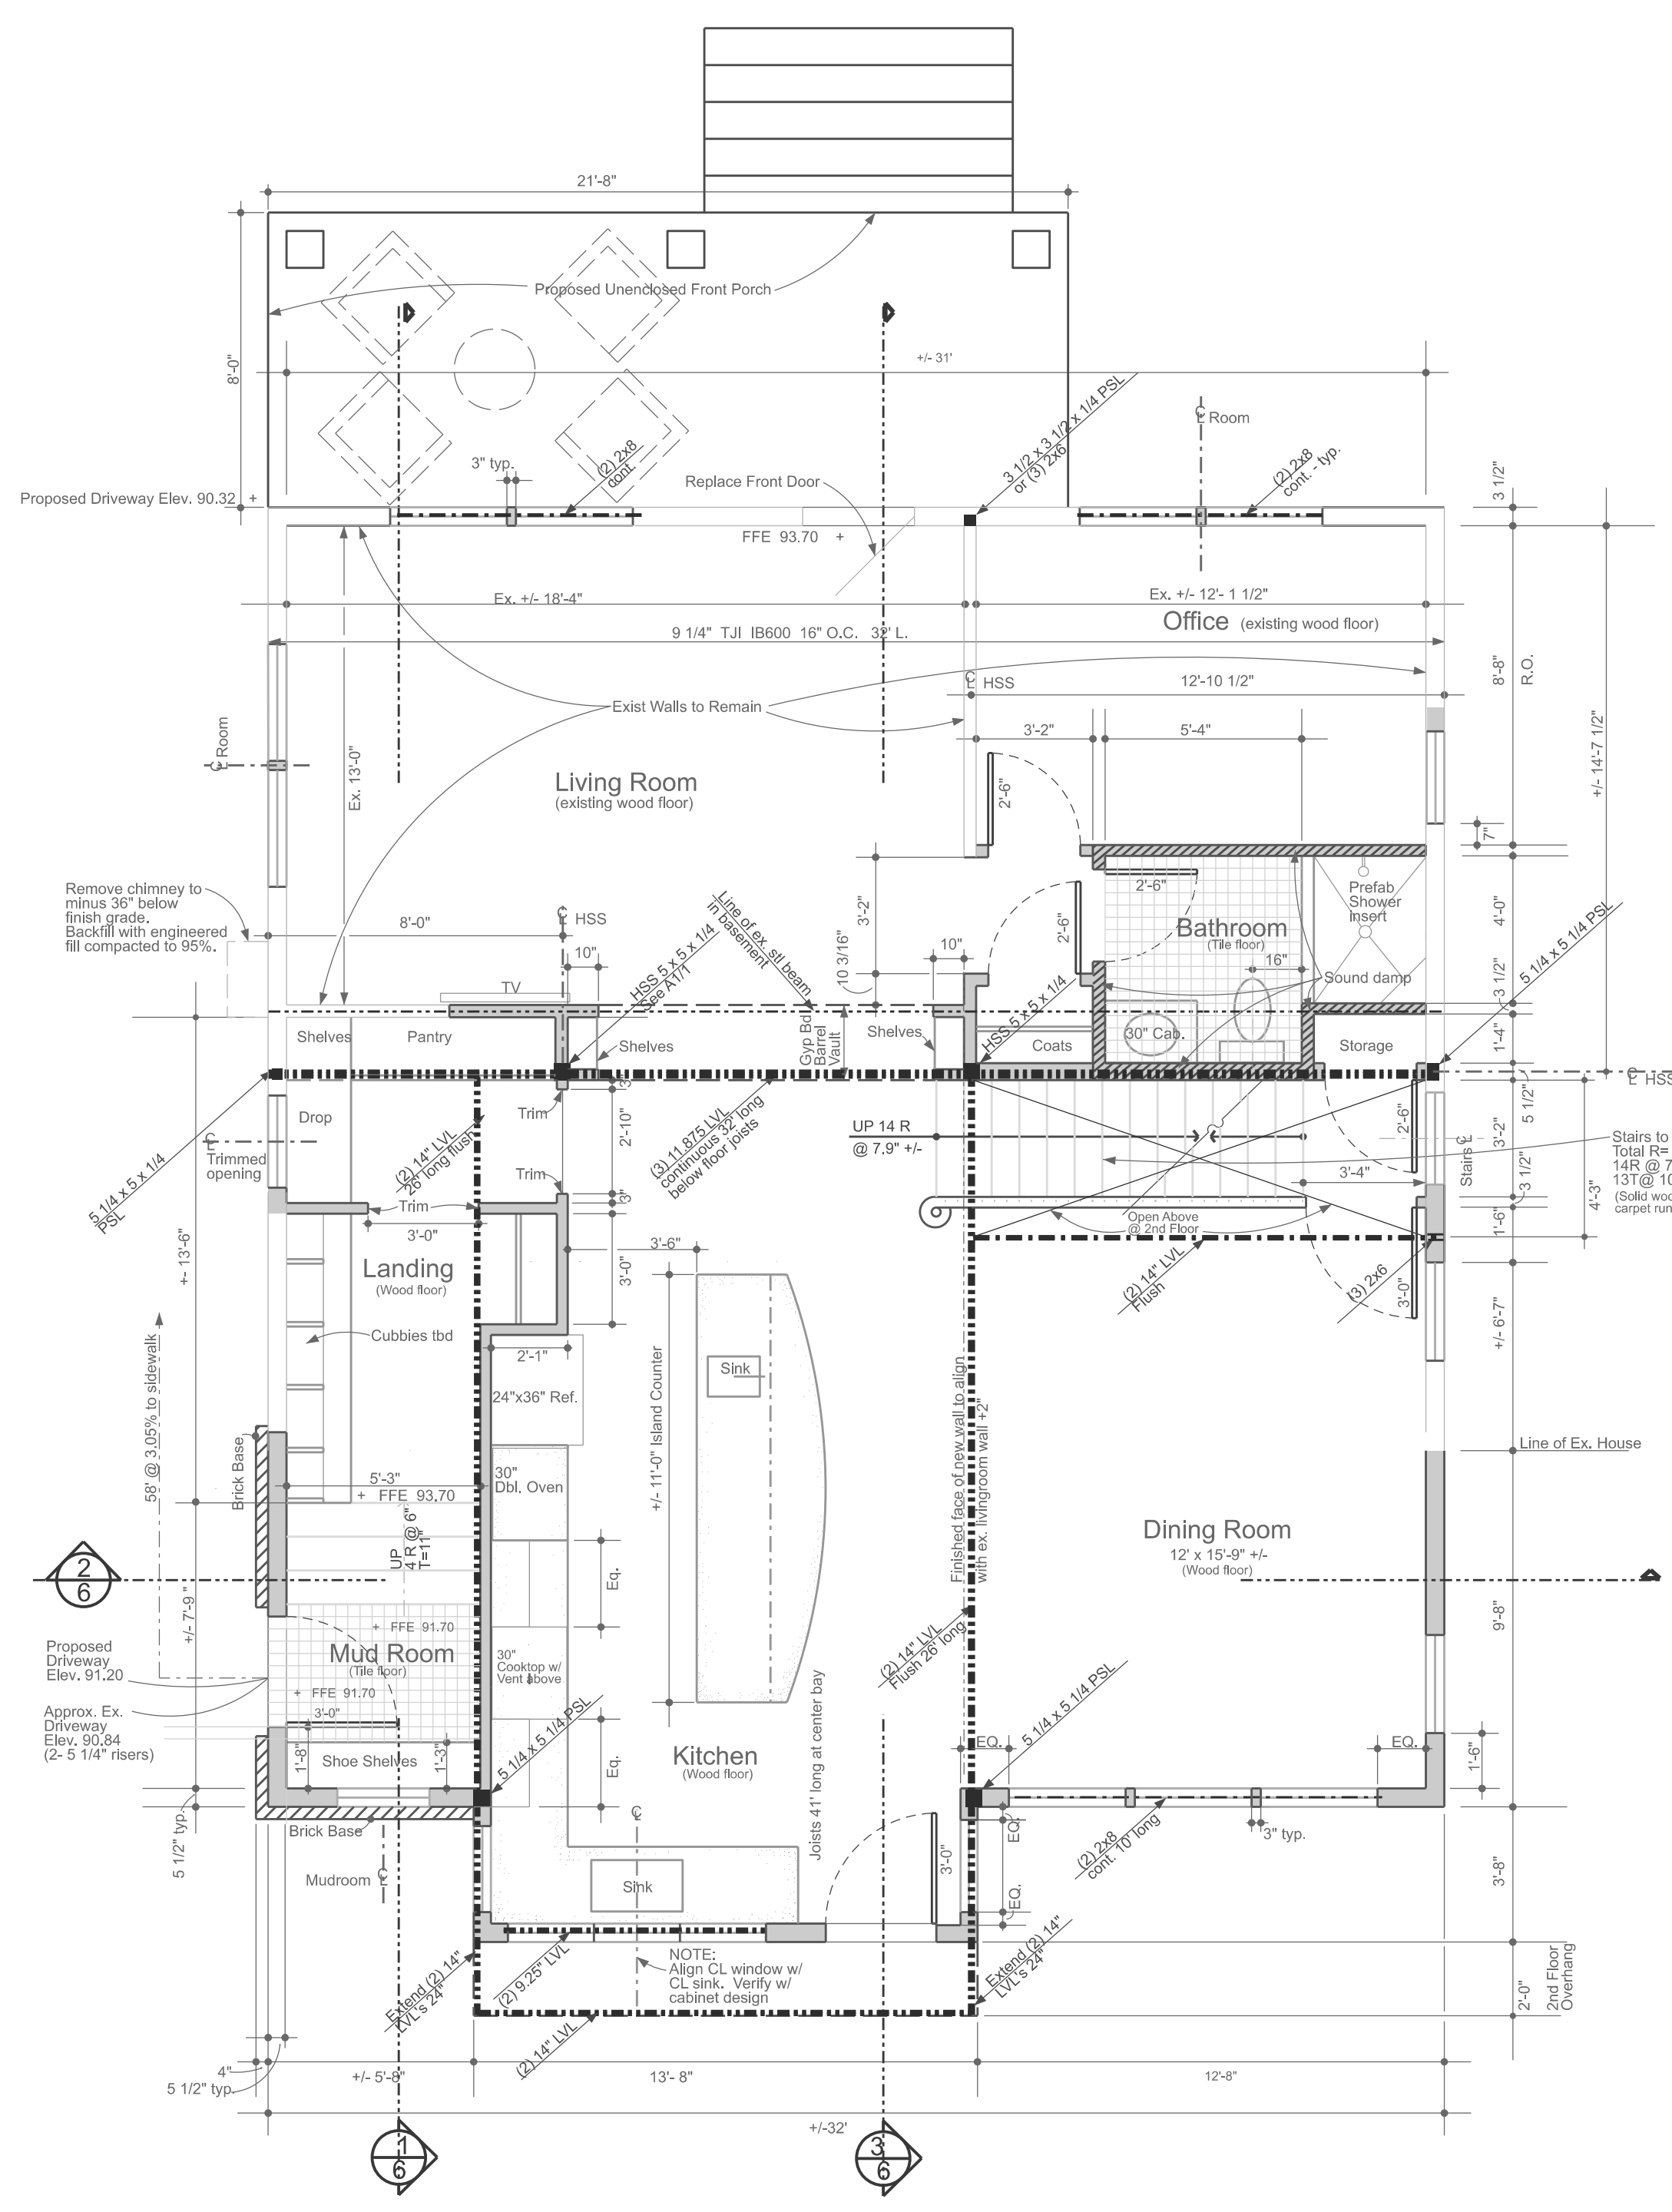 21'-8"
Proposed Unenclosed Front Porch
8'-0"
+/- 31'
3 1/2 x 3 1/2 x 1/4 PSL
or (3) 2x6
CL Room
3" typ.
(2) 2x8
cont.
Replace Front Door
(2) 2x8
cont. - typ.
3 1/2"
Proposed Driveway Elev. 90.32 +
FFE 93.70 +
Ex. +/- 18'-4"
Ex. +/- 12'- 1 1/2"
Office (existing wood floor)
9 1/4" TJI IB600 16" O.C. 32' L.
8'-8"
R.O.
CL HSS
12'-10 1/2"
Exist Walls to Remain
3'-2"
5'-4"
+/- 14'-7 1/2"
CL Room
Ex. 13'-0"
Living Room
(existing wood floor)
2'-6"
7"
Remove chimney to
minus 36" below
finish grade.
Backfill with engineered
fill compacted to 95%.
8'-0"
CL HSS
10"
HSS 5 x 5 x 1/4
See A1/1
Line of ex. stl beam
in basement
3'-2"
10 3/16"
10"
2'-6"
2'-6"
Bathroom
(Tile floor)
16"
Prefab
Shower
insert
4'-0"
5 1/4 x 5 1/4 PSL
Sound damp
3 1/2"
TV
Shelves
Pantry
Shelves
Gyp Bd
Barrel
Vault
Shelves
HSS 5 x 5 x 1/4
Coats
30" Cab.
Storage
1'-4"
CL HSS
5 1/2"
Drop
3"
Trim
2'-10"
Trim
3"
(2) 14" LVL
26' long flush
(3) 11.875 LVL
continuous 32' long
below floor joists
UP 14 R
@ 7.9" +/-
2'-6"
3'-4"
CL
Stairs
3'-2"
3 1/2"
4'-3"
Stairs to
Total R=
14R @ 7
13T@ 10
(Solid woo
carpet run
CL
Trimmed
opening
5 1/4 x 5 x 1/4
PSL
Trim
3'-0"
3'-0"
3'-6"
Open Above
@ 2nd Floor
1'-6"
(2) 14" LVL
Flush
(3) 2x6
3'-0"
+- 13'-6"
Landing
(Wood floor)
Cubbies tbd
2'-1"
24"x36" Ref.
+/- 11'-0" Island Counter
Sink
+/- 6'-7"
58' @ 3.05% to sidewalk
Brick Base
5'-3"
+ FFE 93.70
UP
4 R @ 6"
T=11"
30"
Dbl. Oven
Eq.
Finished face of new wall to align
with ex. livingroom wall +2"
Line of Ex. House
Dining Room
12' x 15'-9" +/-
(Wood floor)
2
6
+/- 7'-9 "
+ FFE 91.70
Mud Room
(Tile floor)
+ FFE 91.70
3'-0"
Proposed
Driveway
Elev. 91.20
Approx. Ex.
Driveway
Elev. 90.84
(2- 5 1/4" risers)
30"
Cooktop w/
Vent above
9'-8"
(2) 14" LVL
Flush 26' long
5 1/4 x 5 1/4 PSL
5 1/4 x 5 1/4 PSL
1'-8"
Shoe Shelves
1'-3"
Eq.
Kitchen
(Wood floor)
Joists 41' long at center bay
EQ.
EQ.
1'-6"
5 1/2" typ.
Brick Base
CL
EQ.
3" typ.
(2) 2x8
cont. 10' long
Mudroom CL
Sink
3'-0"
EQ.
3'-8"
Extend (2) 14"
LVL's 24"
(2) 9.25" LVL
NOTE:
Align CL window w/
CL sink. Verify w/
cabinet design
Extend (2) 14"
LVL's 24"
2'-0"
2nd Floor
Overhang
(2) 14" LVL
4"
5 1/2" typ.
+/- 5'-8"
13'- 8"
12'-8"
+/-32'
1
6
3
6